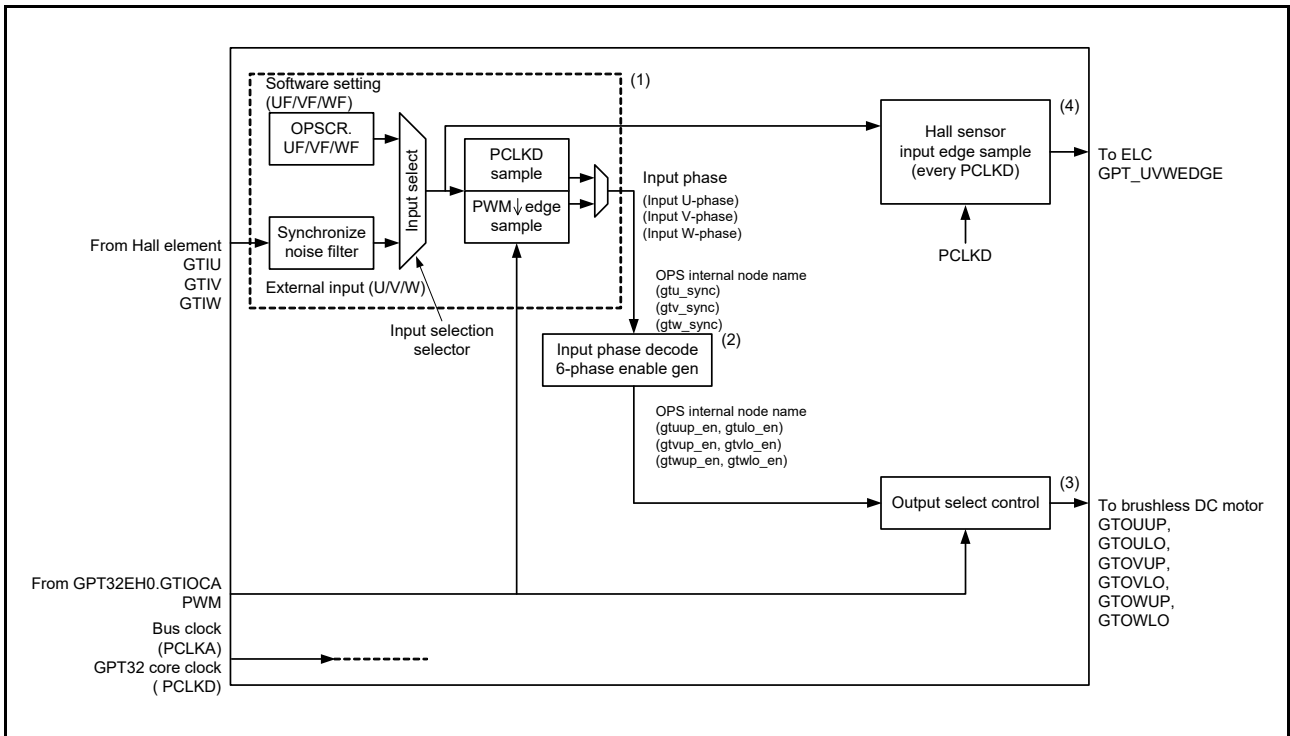 Software setting
(UF/VF/WF)
(1)
OPSCR.
UF/VF/WF
Input select
PCLKD
sample
PWM↓edge
sample
Synchronize
noise filter
External input (U/V/W)
From Hall element
GTIU
GTIV
GTIW
Input selection
selector
Input phase
(Input U-phase)
(Input V-phase)
(Input W-phase)
OPS internal node name
(gtu_sync)
(gtv_sync)
(gtw_sync)
(2)
Input phase decode
6-phase enable gen
OPS internal node name
(gtuup_en, gtulo_en)
(gtvup_en, gtvlo_en)
(gtwup_en, gtwlo_en)
(4)
Hall sensor
input edge sample
(every PCLKD)
PCLKD
To ELC
GPT_UVWEDGE
(3)
Output select control
To brushless DC motor
GTOUUP,
GTOULO,
GTOVUP,
GTOVLO,
GTOWUP,
GTOWLO
From GPT32EH0.GTIOCA
PWM
Bus clock
(PCLKA)
GPT32 core clock
( PCLKD)